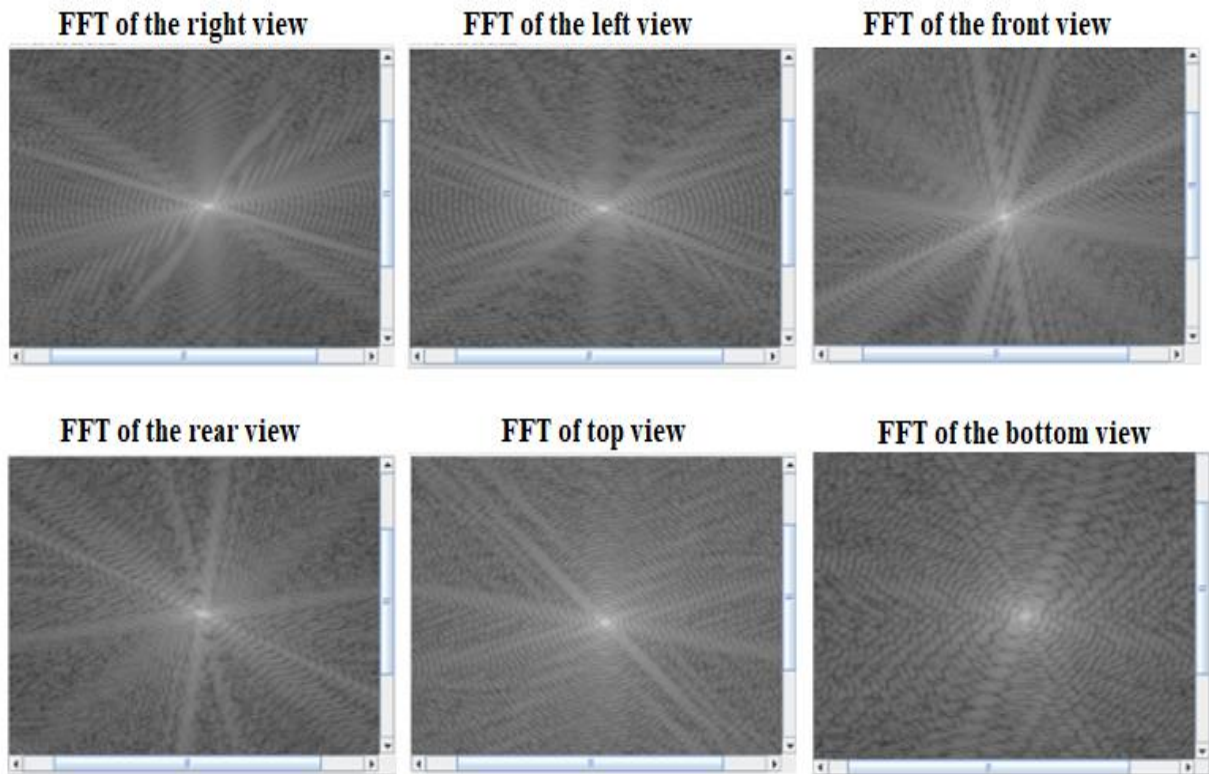 FFT of the right view
FFT of the left view
FFT of the front view
FFT of the rear view
FFT of top view
FFT of the bottom view